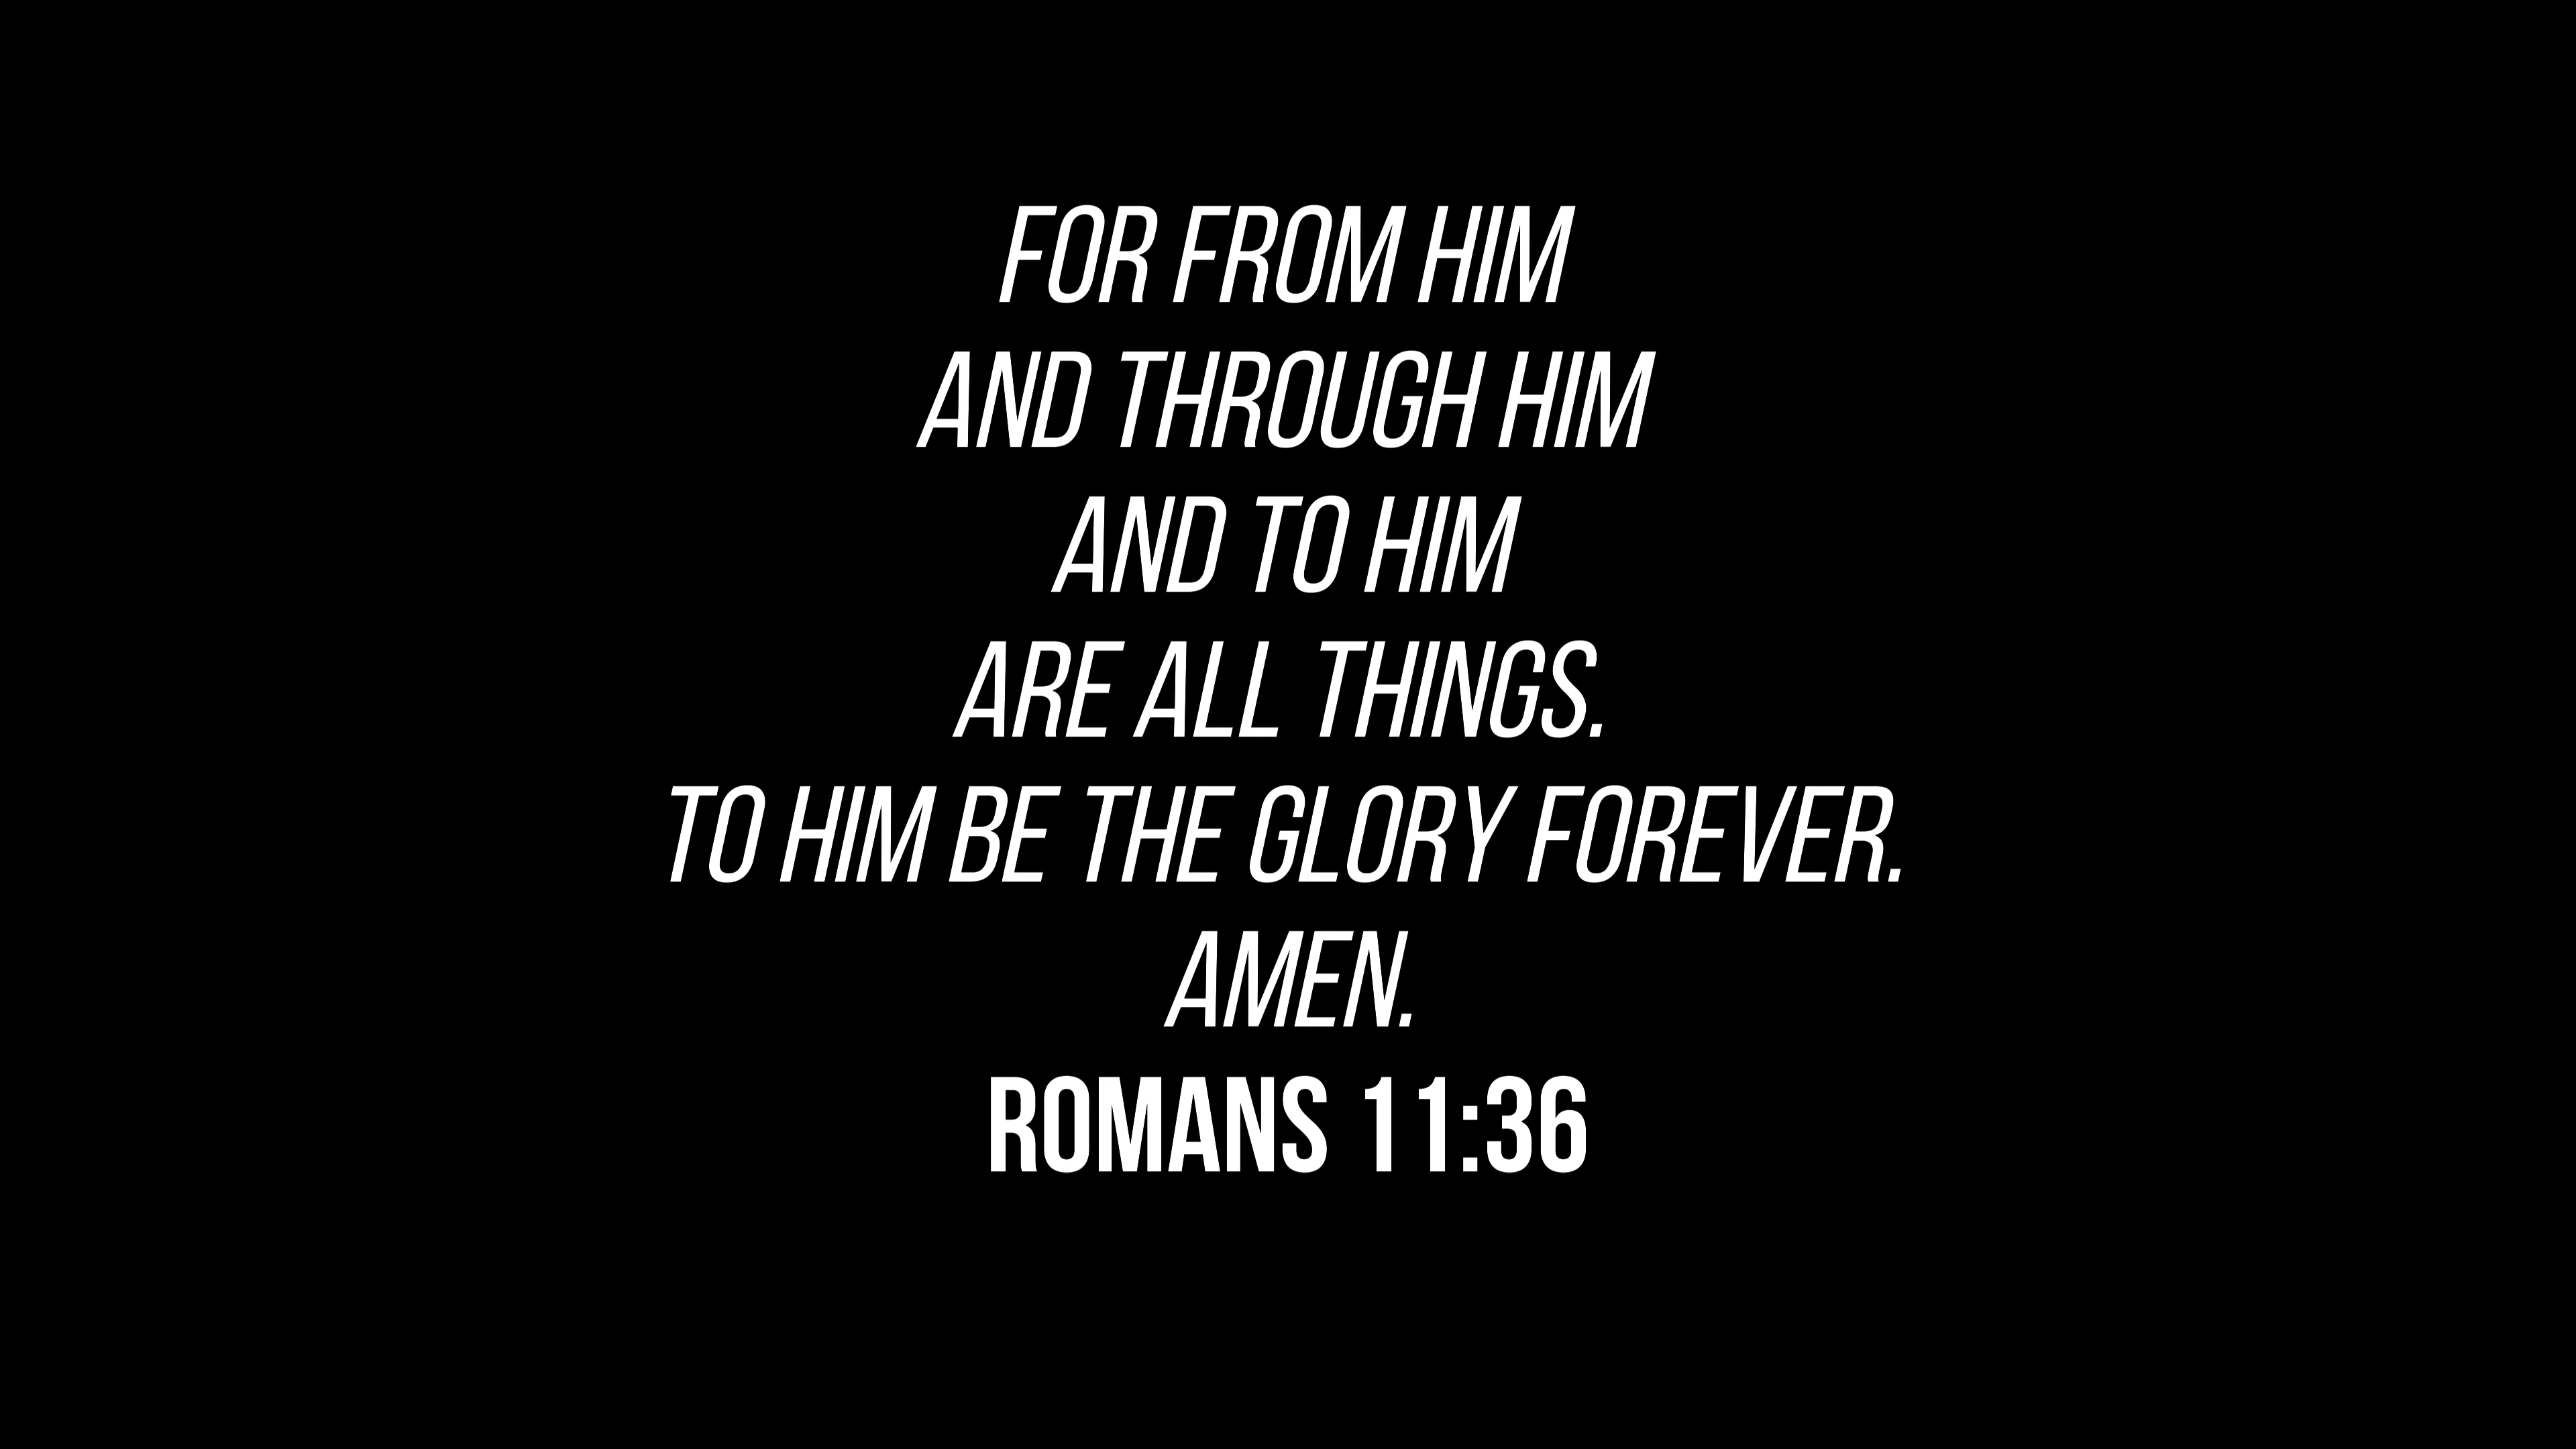 FOR FROM HIM
AND THROUGH HIM
AND TO HIM
ARE ALL THINGS.
TO HIM BE THE GLORY FOREVER.
AMEN.
ROMANS 11:36